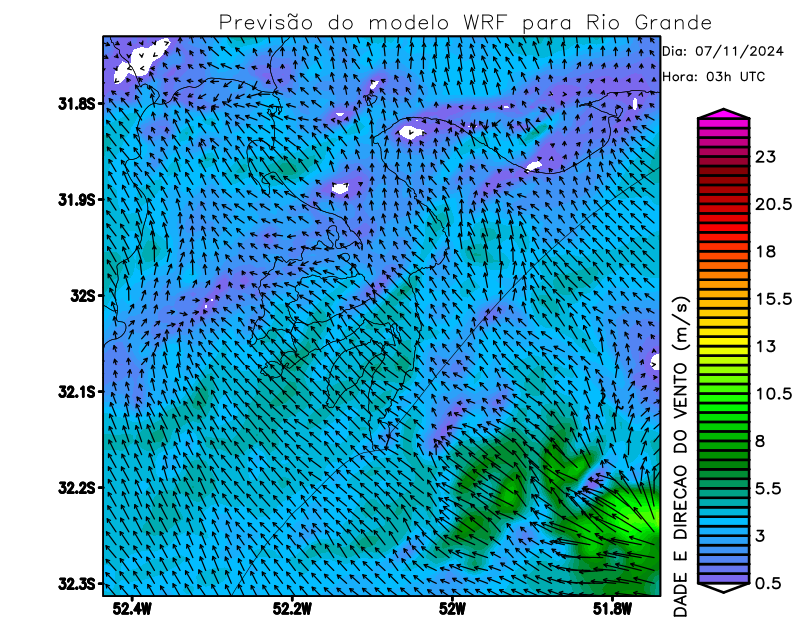 Previsão do modelo WRF para Rio Grande
Dia: 07/11/2024
Hora: 03h UTC
31.8S
31.9S
32S
32.1S
32.2S
32.3S
52.4W
52.2W
52W
51.8W
23
20.5
18
15.5
13
10.5
8
5.5
3
0.5
DADE E DIRECAO DO VENTO (m/s)